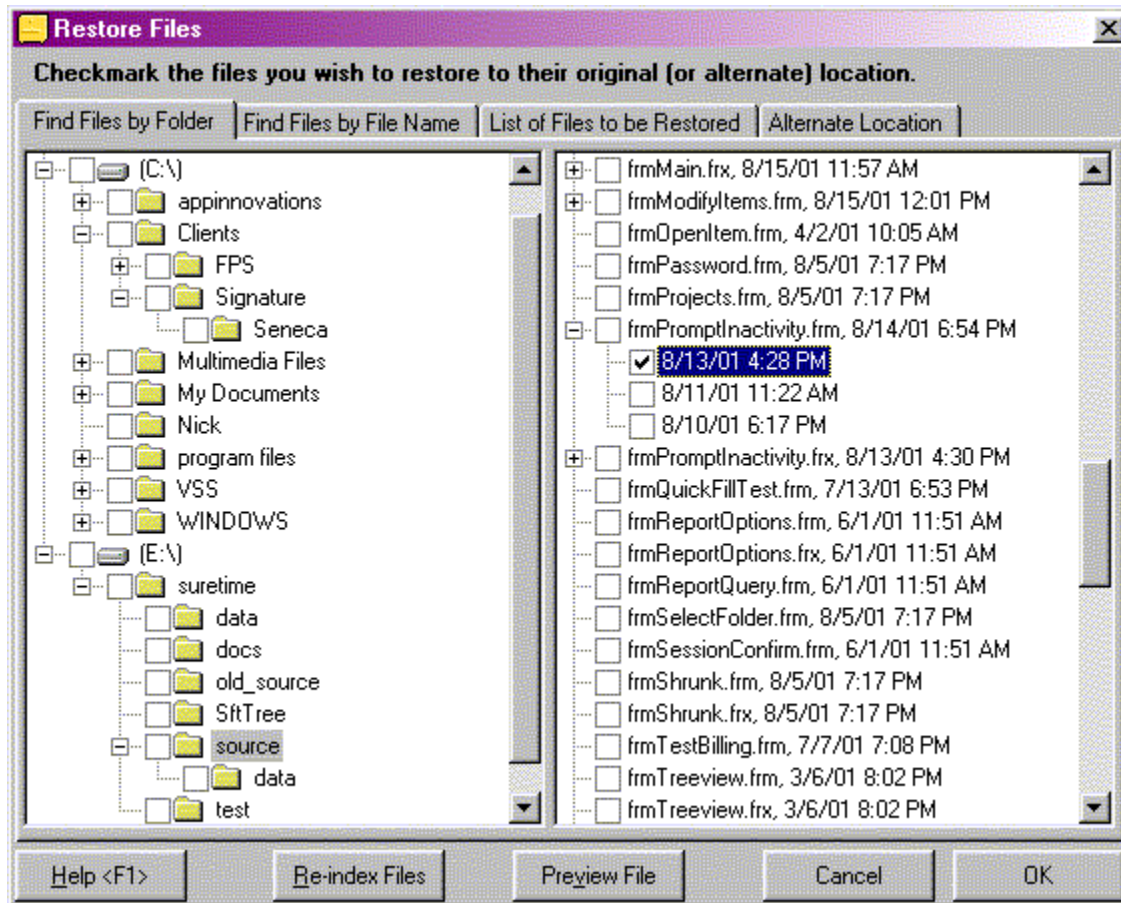 Restore Files
Checkmark the files you wish to restore to their original (or alternate) location.
Find Files by Folder
Find Files by File Name
List of Files to be Restored
Alternate Location
(C:\)
appinnovations
Clients
FPS
Signature
Seneca
Multimedia Files
My Documents
Nick
program files
VSS
WINDOWS
(E:\)
suretime
data
docs
old_source
SftTree
source
data
test
frmMain.frx, 8/15/01 11:57 AM
frmModifyItems.frm, 8/15/01 12:01 PM
frmOpenItem.frm, 4/2/01 10:05 AM
frmPassword.frm, 8/5/01 7:17 PM
frmProjects.frm, 8/5/01 7:17 PM
frmPromptInactivity.frm, 8/14/01 6:54 PM
8/13/01 4:28 PM
8/11/01 11:22 AM
8/10/01 6:17 PM
frmPromptInactivity.frx, 8/13/01 4:30 PM
frmQuickFillTest.frm, 7/13/01 6:53 PM
frmReportOptions.frm, 6/1/01 11:51 AM
frmReportOptions.frx, 6/1/01 11:51 AM
frmReportQuery.frm, 6/1/01 11:51 AM
frmSelectFolder.frm, 8/5/01 7:17 PM
frmSessionConfirm.frm, 6/1/01 11:51 AM
frmShrunk.frm, 8/5/01 7:17 PM
frmShrunk.frx, 8/5/01 7:17 PM
frmTestBilling.frm, 7/7/01 7:08 PM
frmTreeview.frm, 3/6/01 8:02 PM
frmTreeview.frx, 3/6/01 8:02 PM
Help <F1>
Re-index Files
Preview File
Cancel
OK